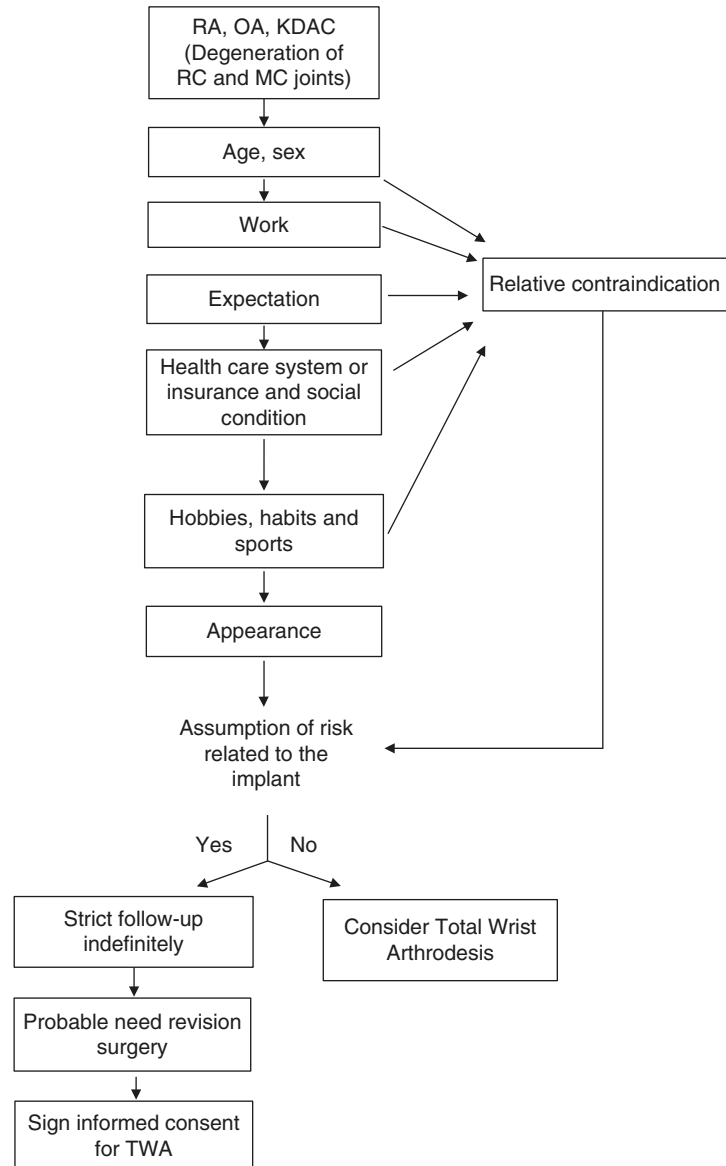 RA, OA, KDAC
(Degeneration of
RC and MC joints)
Age, sex
Work
Relative contraindication
Expectation
Health care system or
insurance and social
condition
Hobbies, habits and
sports
Appearance
Assumption of risk
related to the
implant
Yes
No
Strict follow-up
indefinitely
Consider Total Wrist
Arthrodesis
Probable need revision
surgery
Sign informed consent
for TWA